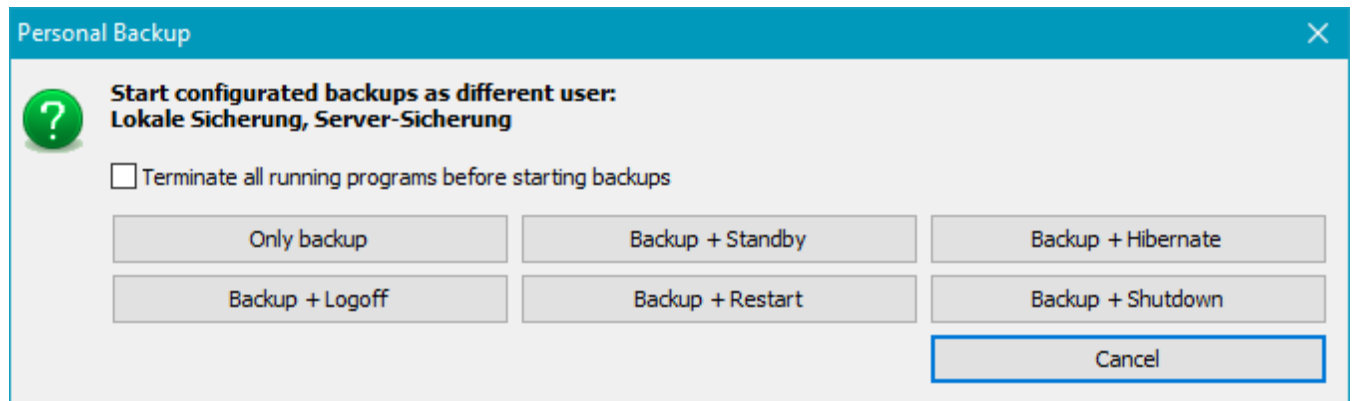 Personal Backup
Start configurated backups as different user:
Lokale Sicherung, Server-Sicherung
Terminate all running programs before starting backups
Only backup
Backup + Standby
Backup + Hibernate
Backup + Logoff
Backup + Restart
Backup + Shutdown
Cancel